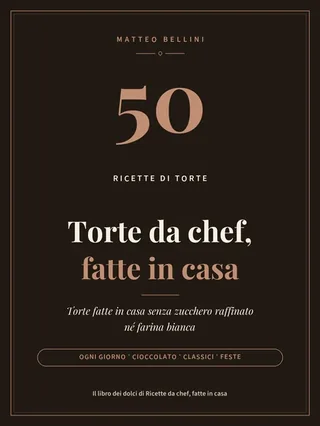 MATTEO BELLINI
50
RICETTE DI TORTE
Torte da chef,
fatte in casa
Torte fatte in casa senza zucchero raffinato
né farina bianca
OGNI GIORNO · CIOCCOLATO · CLASSICI · FESTE
Il libro dei dolci di Ricette da chef, fatte in casa